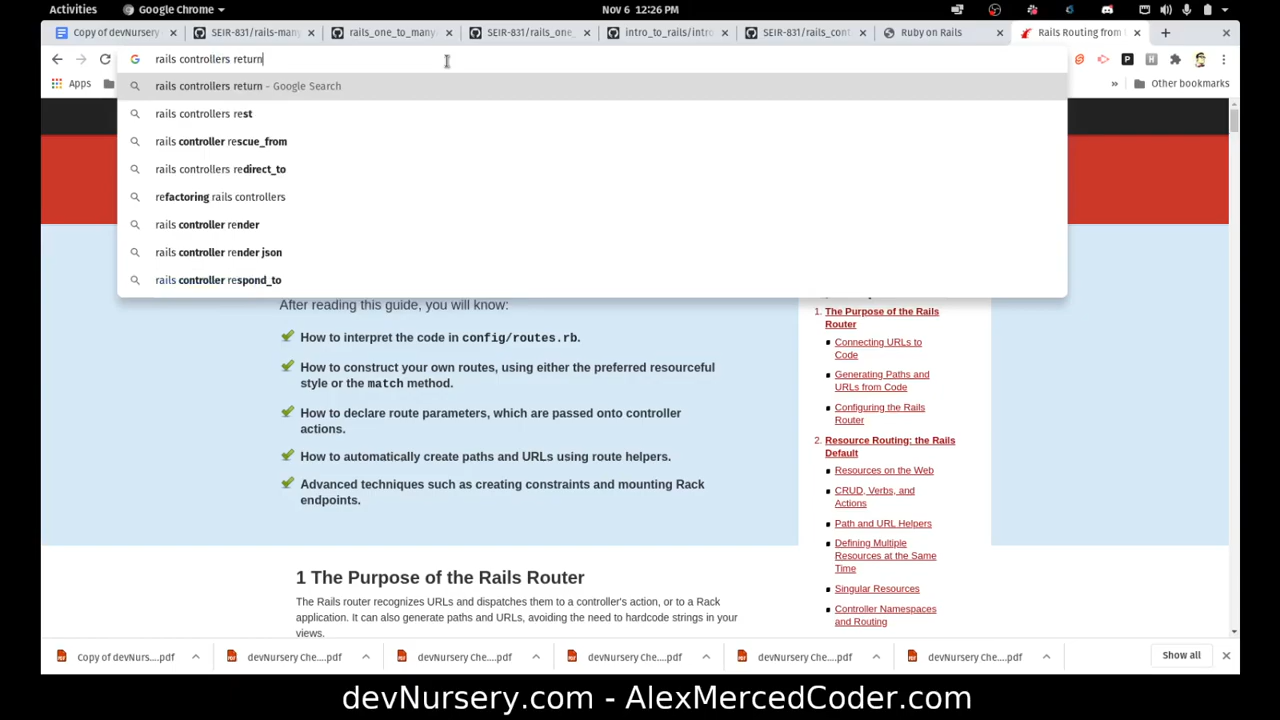 Activities
Google Chrome
Nov 6 12:26 PM
Copy of devNursery
SEIR-831/rails-man
rails_one_to_many
SEIR-831/rails_one
intro_to_rails/intro
SEIR-831/rails_cont
Ruby on Rails
Rails Routing from
rails controllers return
Apps
»
Other bookmarks
rails controllers return - Google Search
rails controllers rest
rails controller rescue_from
rails controllers redirect_to
refactoring rails controllers
rails controller render
rails controller render json
rails controller respond_to
After reading this guide, you will know:
How to interpret the code in config/routes.rb.
How to construct your own routes, using either the preferred resourceful
style or the match method.
How to declare route parameters, which are passed onto controller
actions.
How to automatically create paths and URLs using route helpers.
Advanced techniques such as creating constraints and mounting Rack
endpoints.
1 The Purpose of the Rails Router
The Rails router recognizes URLs and dispatches them to a controller's action, or to a Rack
application. It can also generate paths and URLs, avoiding the need to hardcode strings in your
views.
1. The Purpose of the Rails
Router
Connecting URLs to
Code
Generating Paths and
URLs from Code
Configuring the Rails
Router
2. Resource Routing: the Rails
Default
Resources on the Web
CRUD, Verbs, and
Actions
Path and URL Helpers
Defining Multiple
Resources at the Same
Time
Singular Resources
Controller Namespaces
and Routing
Copy of devNurs....pdf
devNursery Che....pdf
devNursery Che....pdf
devNursery Che....pdf
devNursery Che....pdf
devNursery Che....pdf
Show all
devNursery.com - AlexMercedCoder.com